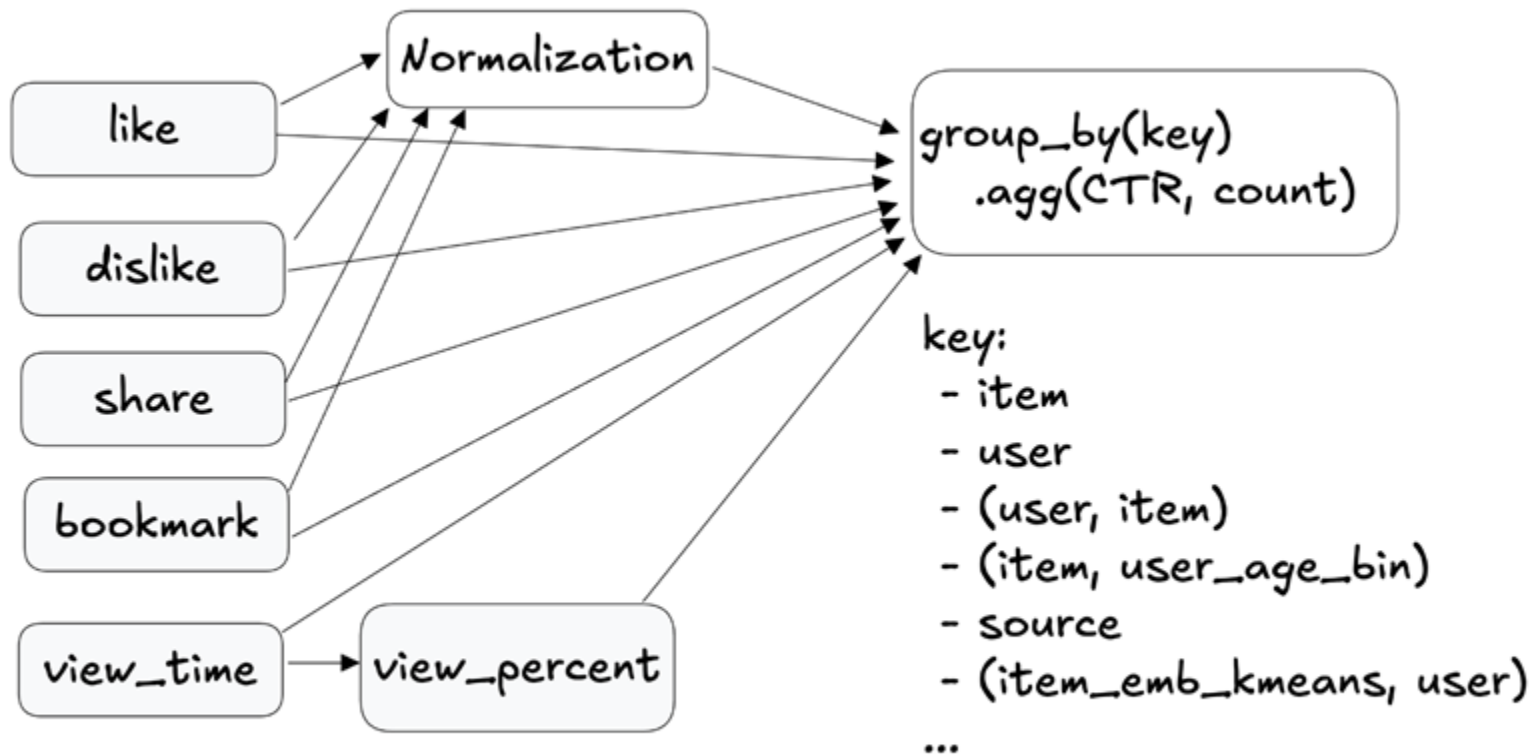 Normalization
like
dislike
share
bookmark
view_time
view_percent
group_by(key)
.agg(CTR, count)
key:
- item
- user
- (user, item)
- (item, user_age_bin)
- source
- (item_emb_kmeans, user)
...